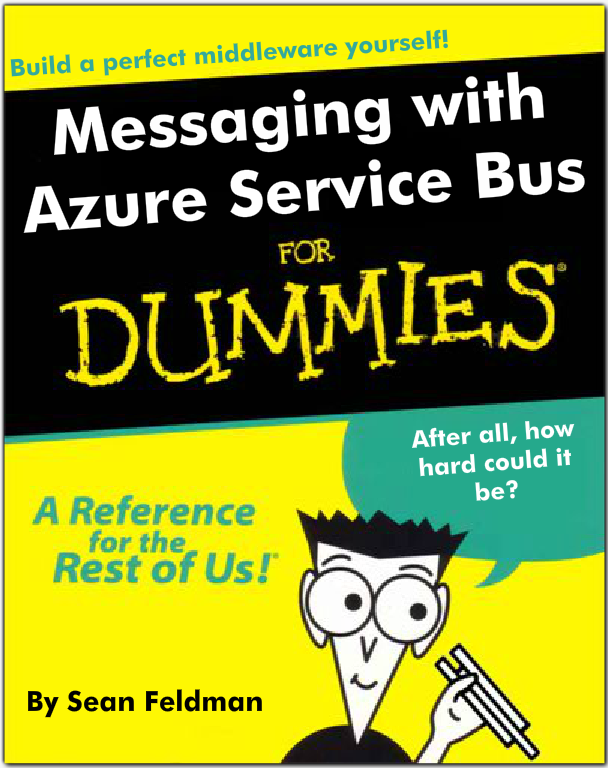 Build a perfect middleware yourself!
Messaging with
Azure Service Bus
FOR
DUMMIES®
After all, how
hard could it
be?
A Reference
for the
Rest of Us!®
By Sean Feldman